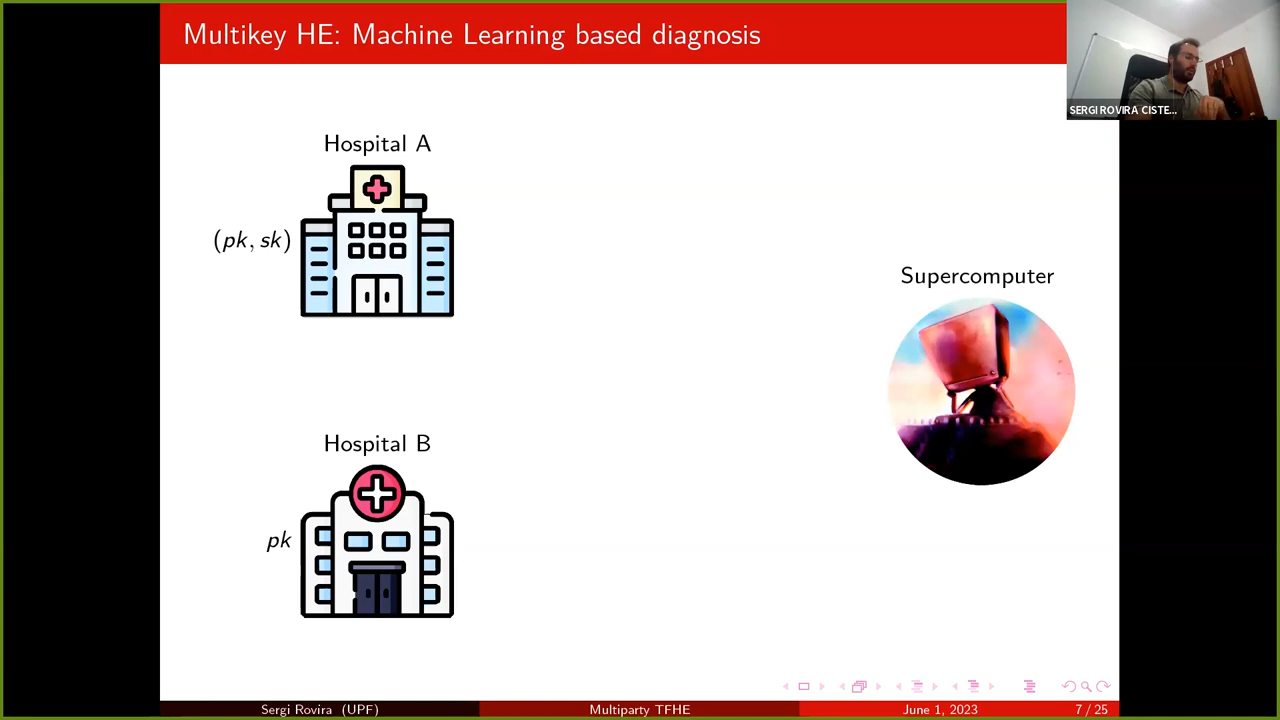 Multikey HE: Machine Learning based diagnosis
SERGI ROVIRA CISTE...
Hospital A
(pk, sk)
Supercomputer
Hospital B
pk
Sergi Rovira (UPF)
Multiparty TFHE
June 1, 2023
7 / 25